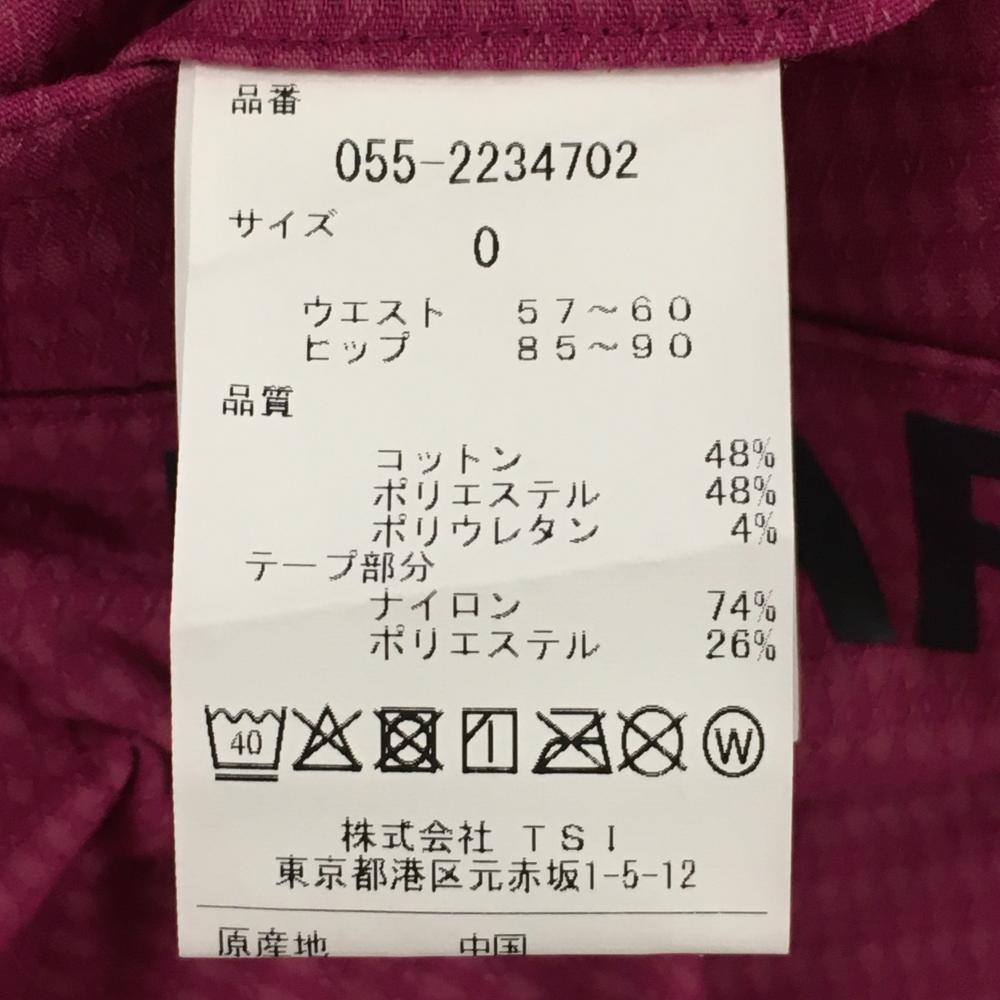 品番
055-2234702
サイズ
0
ウエスト 57～60
ヒップ 85～90
品質
コットン 48%
ポリエステル 48%
ポリウレタン 4%
テープ部分
ナイロン 74%
ポリエステル 26%
40
W
株式会社 TSI
東京都港区元赤坂1-5-12
原産地 中国